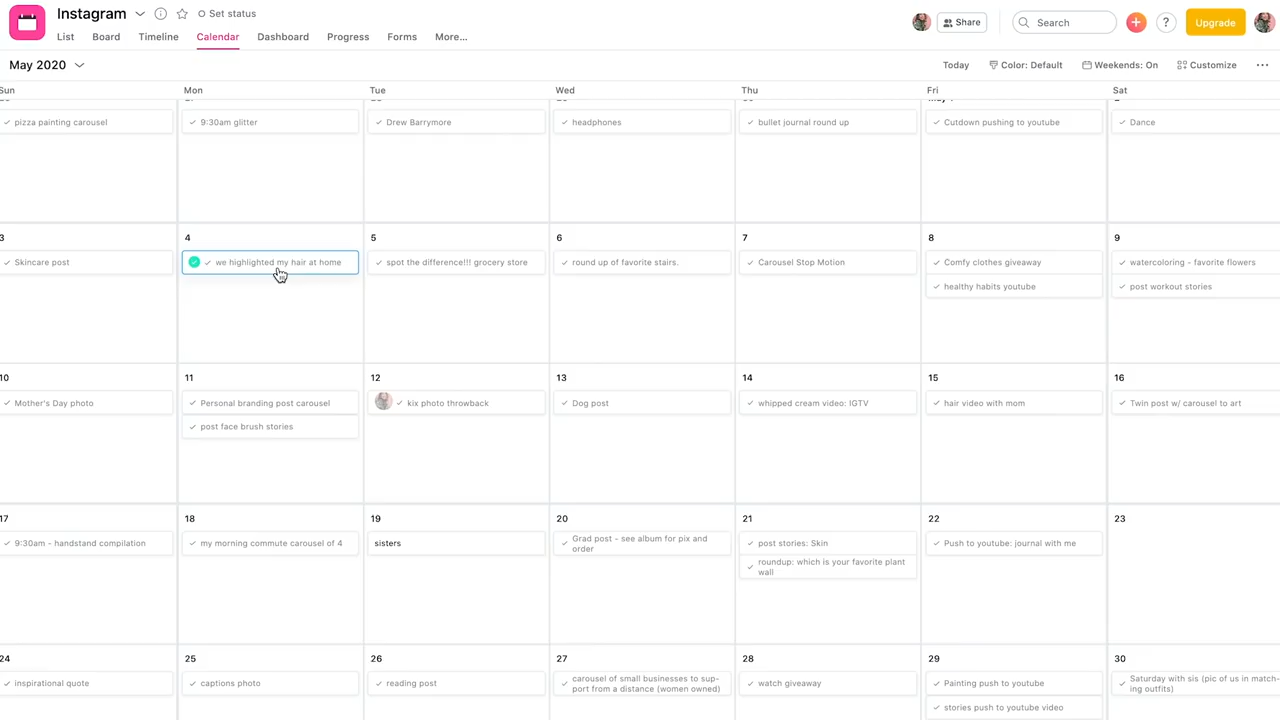 Instagram
Set status
Share
Search
?
Upgrade
List
Board
Timeline
Calendar
Dashboard
Progress
Forms
More...
May 2020
Today
Color: Default
Weekends: On
Customize
Sun
Mon
Tue
Wed
Thu
Fri
Sat
pizza painting carousel
9:30am glitter
Drew Barrymore
headphones
bullet journal round up
Cutdown pushing to youtube
Dance
3
4
5
6
7
8
9
Skincare post
we highlighted my hair at home
spot the difference!!! grocery store
round up of favorite stairs.
Carousel Stop Motion
Comfy clothes giveaway
watercoloring - favorite flowers
healthy habits youtube
post workout stories
10
11
12
13
14
15
16
Mother's Day photo
Personal branding post carousel
kix photo throwback
Dog post
whipped cream video: IGTV
hair video with mom
Twin post w/ carousel to art
post face brush stories
17
18
19
20
21
22
23
9:30am - handstand compilation
my morning commute carousel of 4
sisters
Grad post - see album for pix and
order
post stories: Skin
Push to youtube: journal with me
roundup: which is your favorite plant
wall
24
25
26
27
28
29
30
inspirational quote
captions photo
reading post
carousel of small businesses to sup-
port from a distance (women owned)
watch giveaway
Painting push to youtube
Saturday with sis (pic of us in match-
ing outfits)
stories push to youtube video